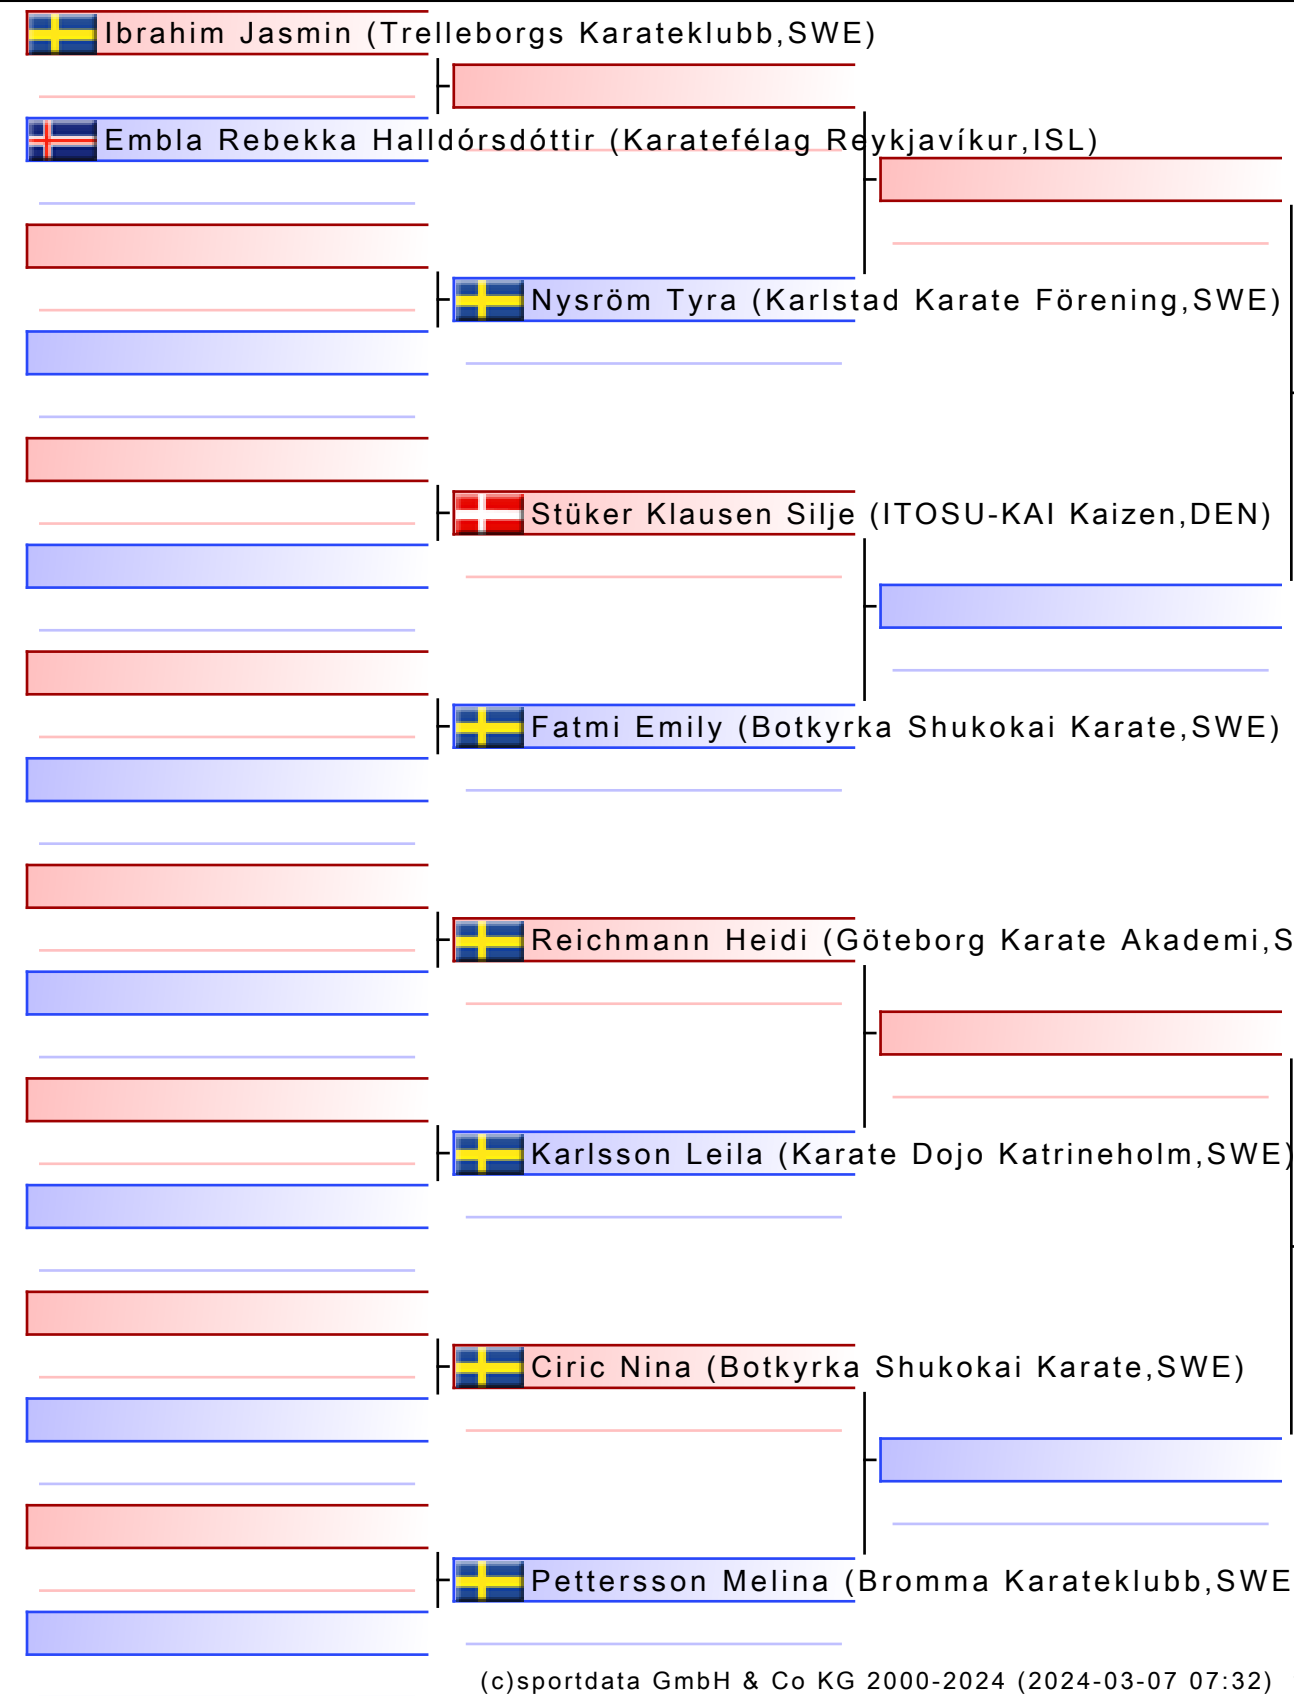 Ibrahim Jasmin (Trelleborgs Karateklubb,SWE)
Embla Rebekka Halldórsdóttir (Karatefélag Reykjavíkur,ISL)
Nysröm Tyra (Karlstad Karate Förening,SWE)
Stüker Klausen Silje (ITOSU-KAI Kaizen,DEN)
Fatmi Emily (Botkyrka Shukokai Karate,SWE)
Reichmann Heidi (Göteborg Karate Akademi,S
Karlsson Leila (Karate Dojo Katrineholm,SWE)
Ciric Nina (Botkyrka Shukokai Karate,SWE)
Pettersson Melina (Bromma Karateklubb,SWE
(c)sportdata GmbH & Co KG 2000-2024 (2024-03-07 07:32)